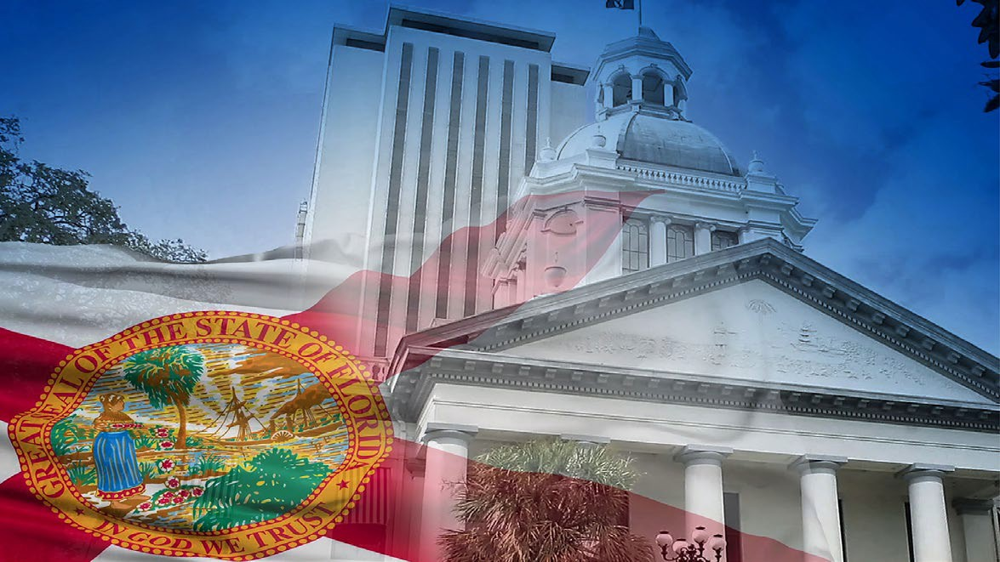 GREAT SEAL OF THE STATE OF FLORIDA
IN GOD WE TRUST